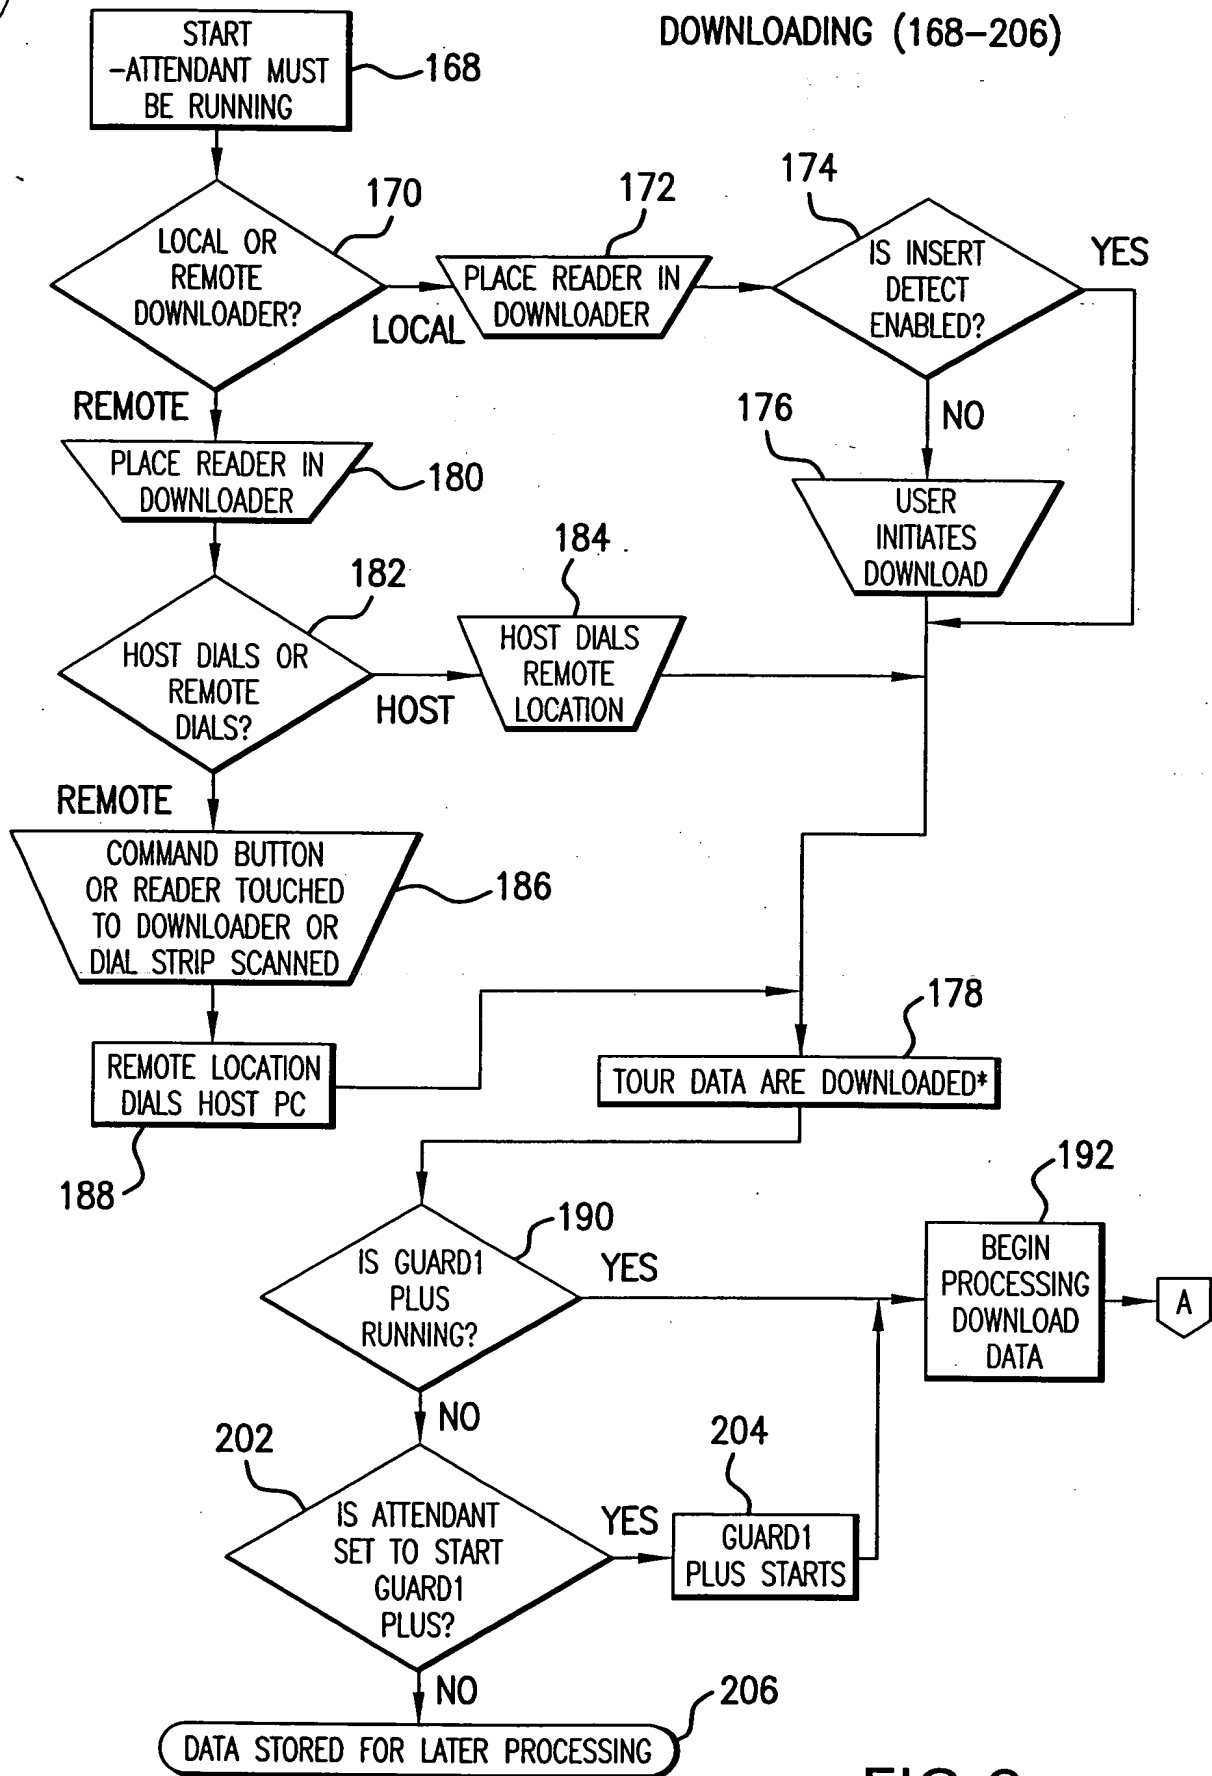 DOWNLOADING (168-206)
START
-ATTENDANT MUST
BE RUNNING
168
170
LOCAL OR
REMOTE
DOWNLOADER?
LOCAL
172
PLACE READER IN
DOWNLOADER
174
IS INSERT
DETECT
ENABLED?
YES
NO
176
USER
INITIATES
DOWNLOAD
REMOTE
PLACE READER IN
DOWNLOADER
180
182
HOST DIALS OR
REMOTE
DIALS?
HOST
184
HOST DIALS
REMOTE
LOCATION
REMOTE
COMMAND BUTTON
OR READER TOUCHED
TO DOWNLOADER OR
DIAL STRIP SCANNED
186
REMOTE LOCATION
DIALS HOST PC
188
178
TOUR DATA ARE DOWNLOADED*
190
IS GUARD1
PLUS
RUNNING?
YES
192
BEGIN
PROCESSING
DOWNLOAD
DATA
A
NO
202
IS ATTENDANT
SET TO START
GUARD1
PLUS?
YES
204
GUARD1
PLUS STARTS
NO
206
DATA STORED FOR LATER PROCESSING